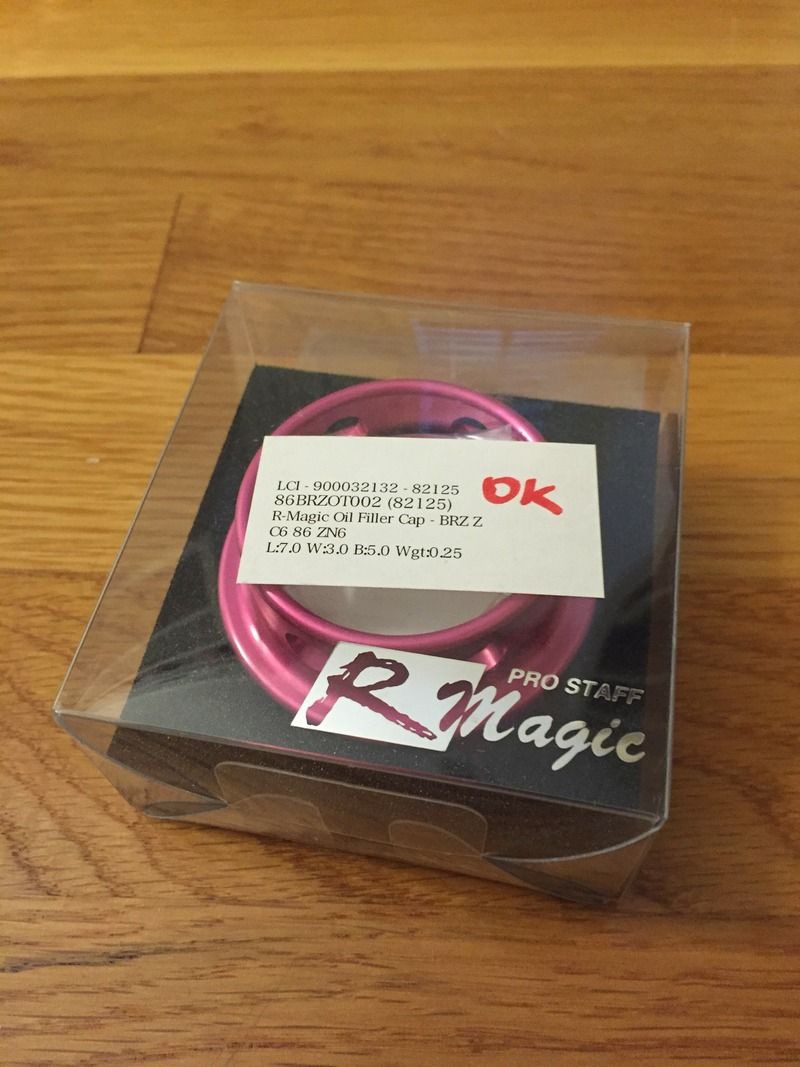 LCI - 900032132 - 82125
OK
86BRZOT002 (82125)
R-Magic Oil Filler Cap - BRZ Z
C6 86 ZN6
L:7.0 W:3.0 B:5.0 Wgt:0.25
PRO STAFF
R Magic